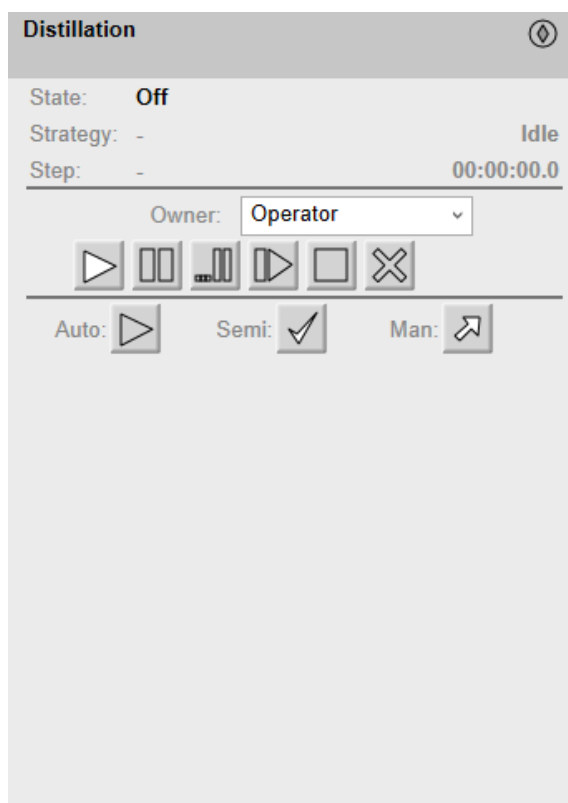 Distillation
State: Off
Strategy: - Idle
Step: - 00:00:00.0
Owner: Operator
Auto: Semi: Man: